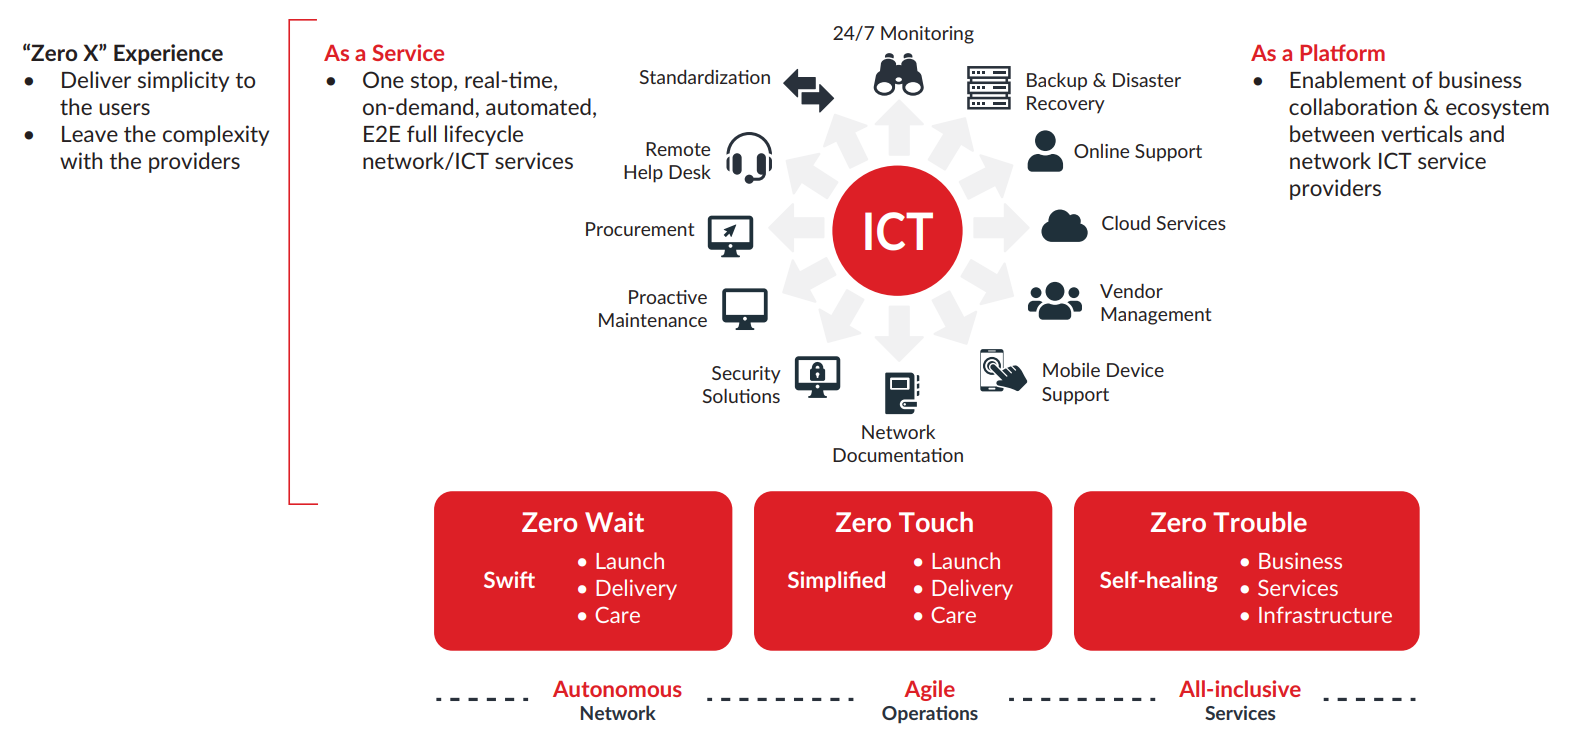 “Zero X” Experience
• Deliver simplicity to
the users
• Leave the complexity
with the providers
As a Service
• One stop, real-time,
on-demand, automated,
E2E full lifecycle
network/ICT services
24/7 Monitoring
Standardization
Backup & Disaster
Recovery
Remote
Help Desk
Online Support
Procurement
ICT
Cloud Services
Proactive
Maintenance
Vendor
Management
Security
Solutions
Mobile Device
Support
Network
Documentation
As a Platform
• Enablement of business
collaboration & ecosystem
between verticals and
network ICT service
providers
Zero Wait
Swift
• Launch
• Delivery
• Care
Zero Touch
Simplified
• Launch
• Delivery
• Care
Zero Trouble
Self-healing
• Business
• Services
• Infrastructure
Autonomous
Network
Agile
Operations
All-inclusive
Services